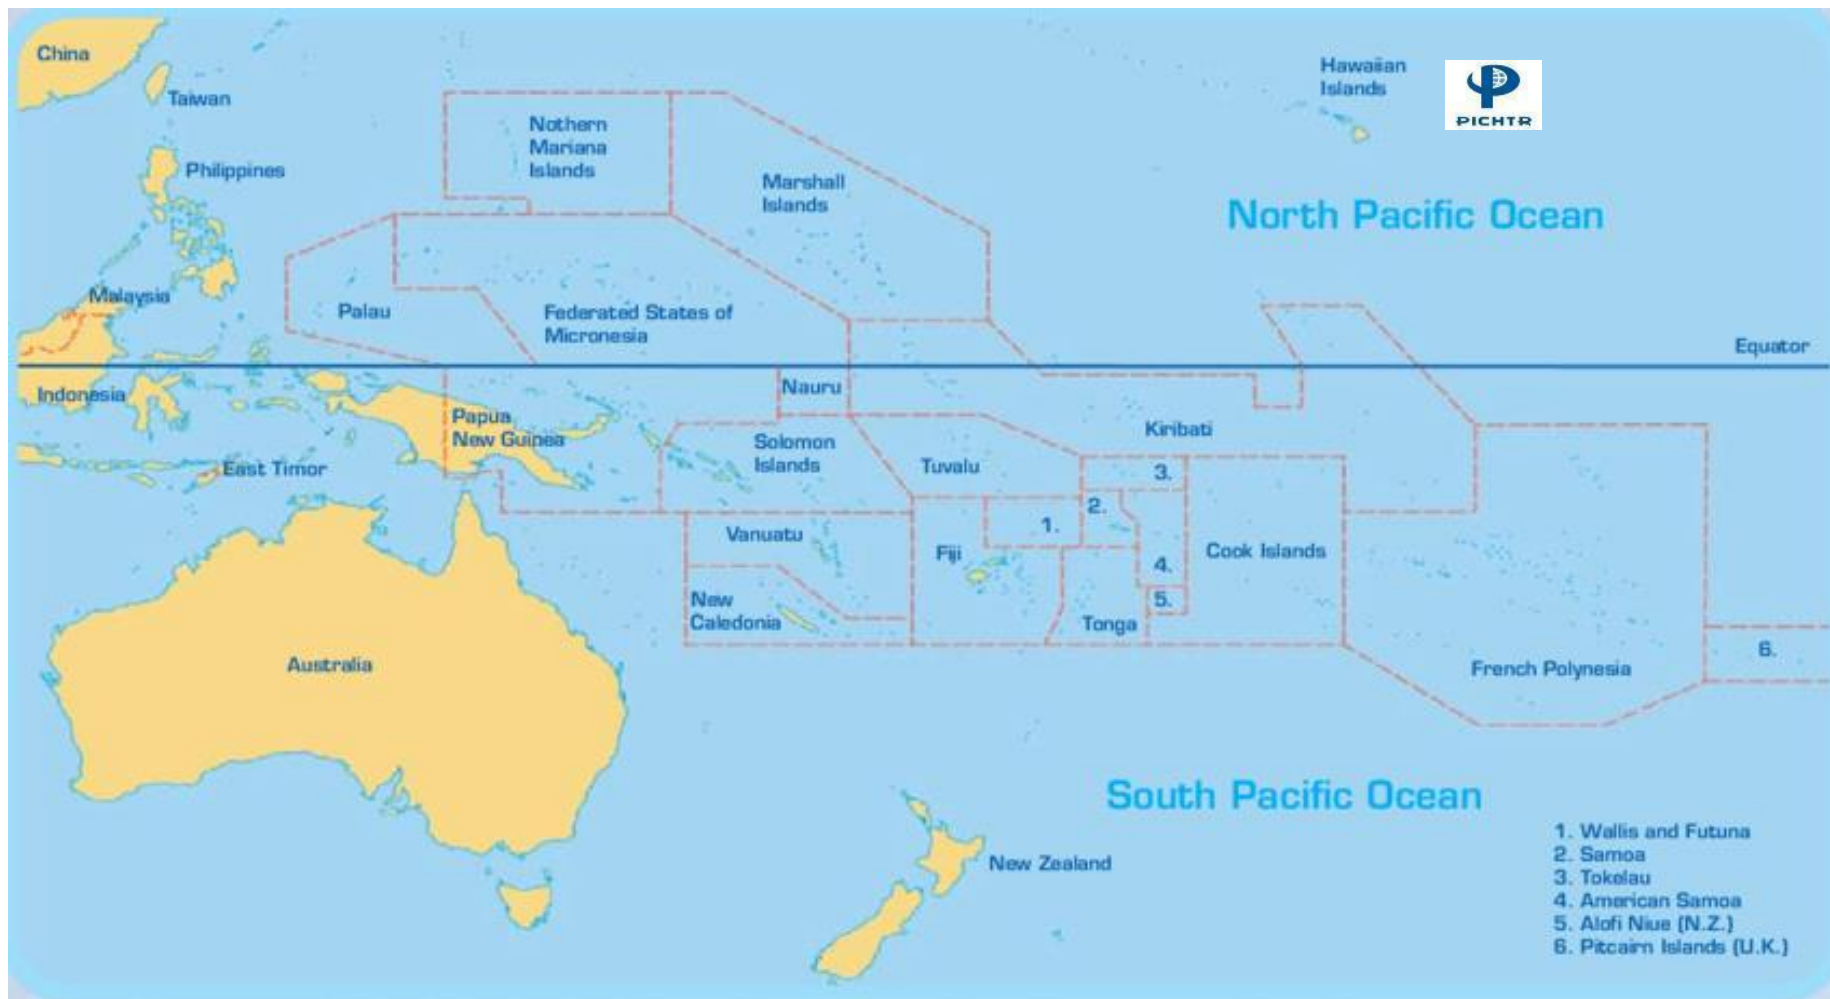 China
Taiwan
Hawaiian
Islands
PICHTR
Nothern
Mariana
Islands
Philippines
Marshall
Islands
North Pacific Ocean
Malaysia
Palau
Federated States of
Micronesia
Equator
Indonesia
Nauru
Papua
New Guinea
Kiribati
Solomon
Islands
East Timor
Tuvalu
3.
2.
1.
Vanuatu
Fiji
Cook Islands
4.
New
Caledonia
5.
Tonga
Australia
French Polynesia
6.
South Pacific Ocean
New Zealand
1. Wallis and Futuna
2. Samoa
3. Tokelau
4. American Samoa
5. Alofi Niue (N.Z.)
6. Pitcairn Islands (U.K.)